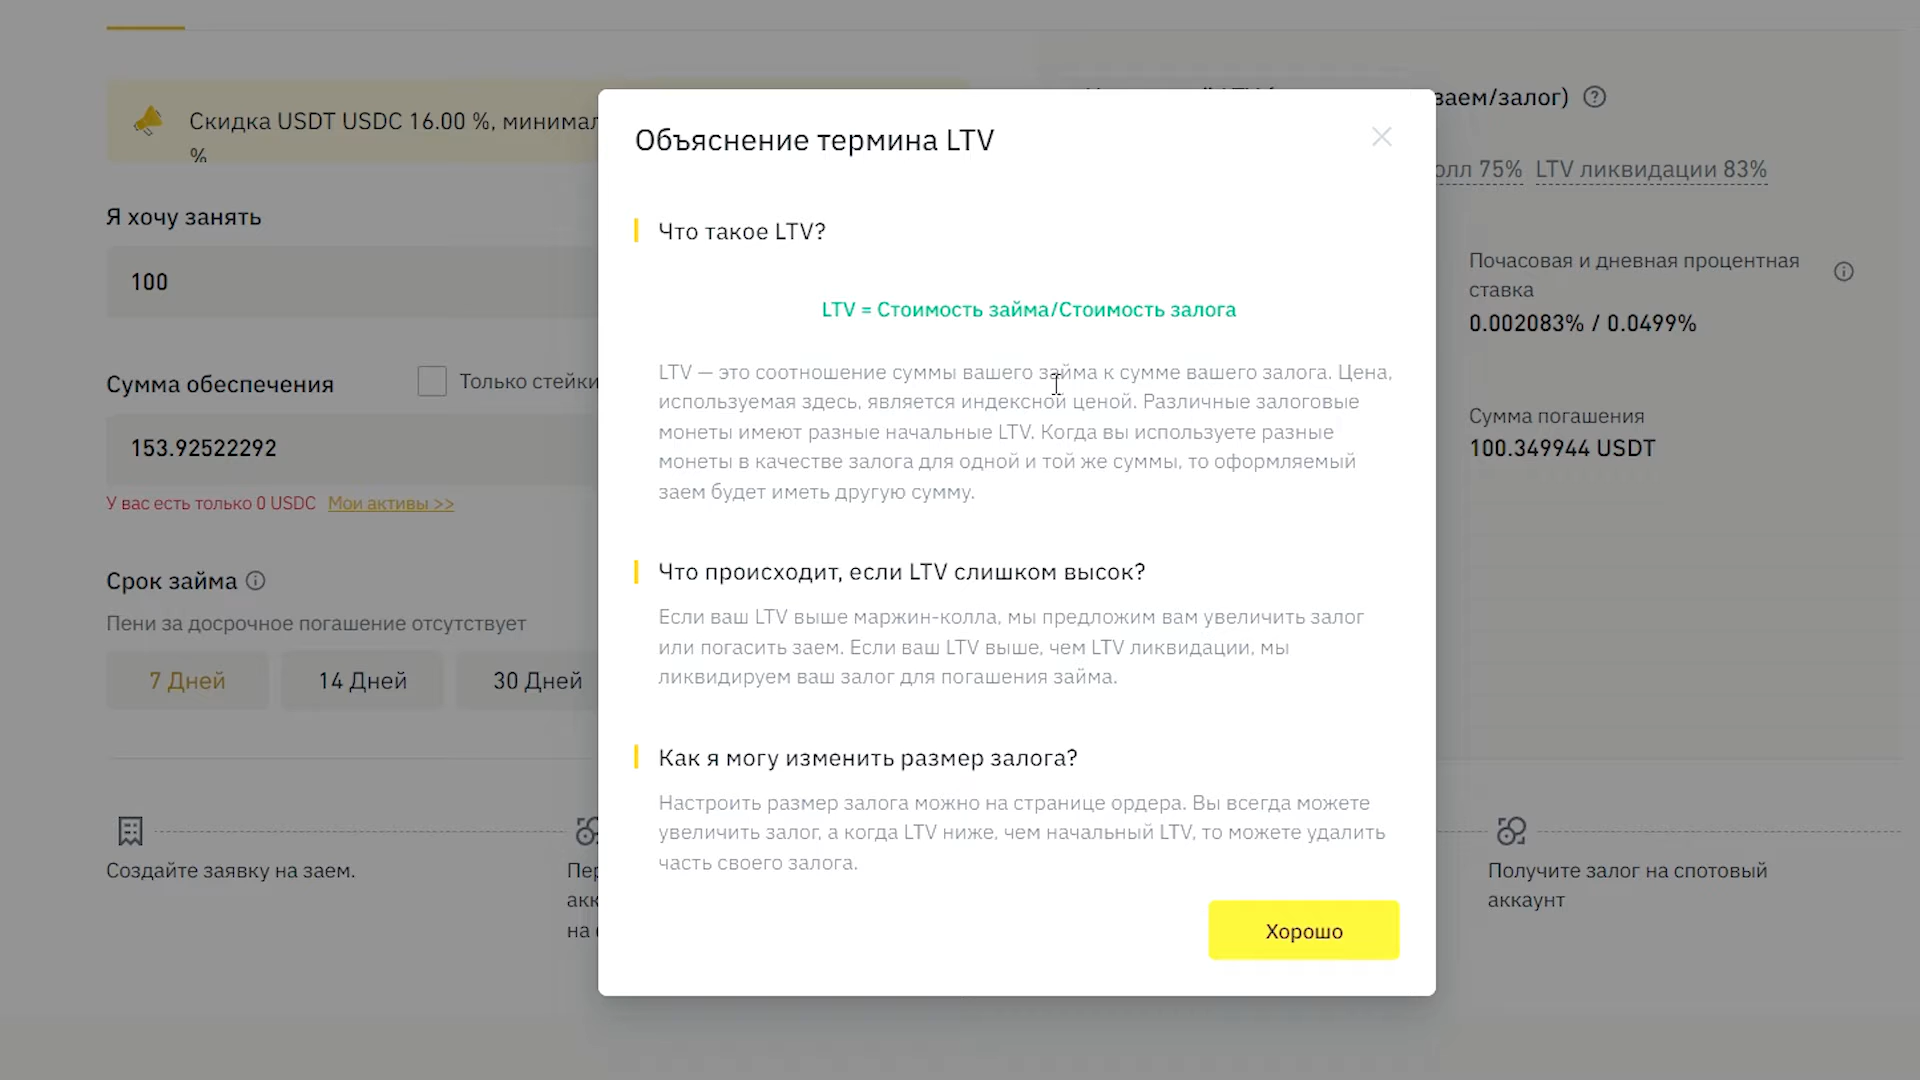 Скидка USDT USDC 16.00 %,
%
Я хочу занять
100
Сумма обеспечения
Только
153.92522292
У вас есть только 0 USDC Мои активы >>
Срок займа
Пени за досрочное погашение отсутствует
7 Дней 14 Дней 30 Дней
Создайте заявку на заем.
на
Объяснение термина LTV
Что такое LTV?
LTV = Стоимость займа/Стоимость залога
LTV — это соотношение суммы вашего займа к сумме вашего залога. Цена,
используемая здесь, является индексной ценой. Различные залоговые
монеты имеют разные начальные LTV. Когда вы используете разные
монеты в качестве залога для одной и той же суммы, то оформляемый
заем будет иметь другую сумму.
Что происходит, если LTV слишком высок?
Если ваш LTV выше маржин-колла, мы предложим вам увеличить залог
или погасить заем. Если ваш LTV выше, чем LTV ликвидации, мы
ликвидируем ваш залог для погашения займа.
Как я могу изменить размер залога?
Настроить размер залога можно на странице ордера. Вы всегда можете
увеличить залог, а когда LTV ниже, чем начальный LTV, то можете удалить
часть своего залога.
Хорошо
заем/залог)
75% LTV ликвидации 83%
Почасовая и дневная процентная
ставка
0.002083% / 0.0499%
Сумма погашения
100.349944 USDT
Получите залог на спотовый
аккаунт